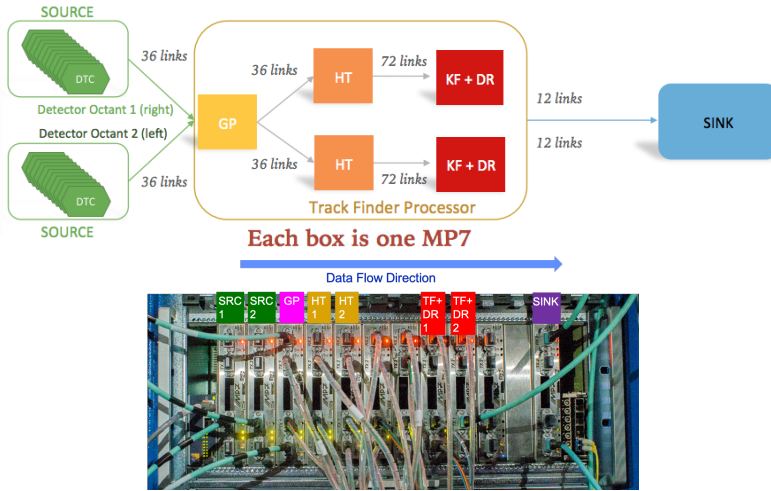 SOURCE
DTC
36 links
Detector Octant 1 (right)
Detector Octant 2 (left)
DTC
36 links
SOURCE
GP
36 links
HT
72 links
KF + DR
36 links
HT
72 links
KF + DR
Track Finder Processor
12 links
12 links
SINK
Each box is one MP7
Data Flow Direction
SRC
1
SRC
2
GP
HT
1
HT
2
TF+
DR
1
TF+
DR
2
SINK